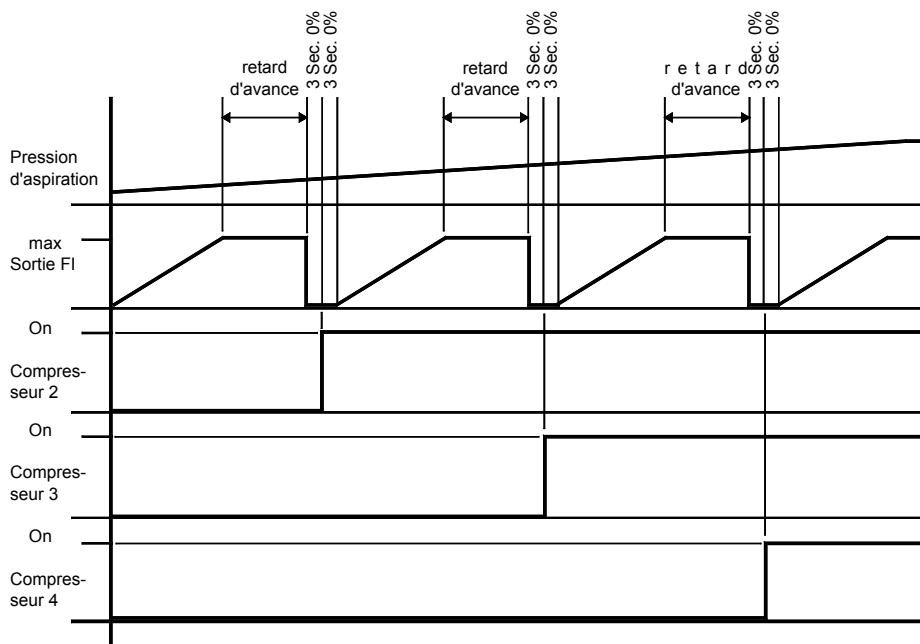 3 Sec. 0%
3 Sec. 0%
3 Sec. 0%
3 Sec. 0%
3 Sec. 0%
3 Sec. 0%
retard
d'avance
retard
d'avance
retard
d'avance
Pression
d'aspiration
max
Sortie FI
On
Compres-
seur 2
On
Compres-
seur 3
On
Compres-
seur 4